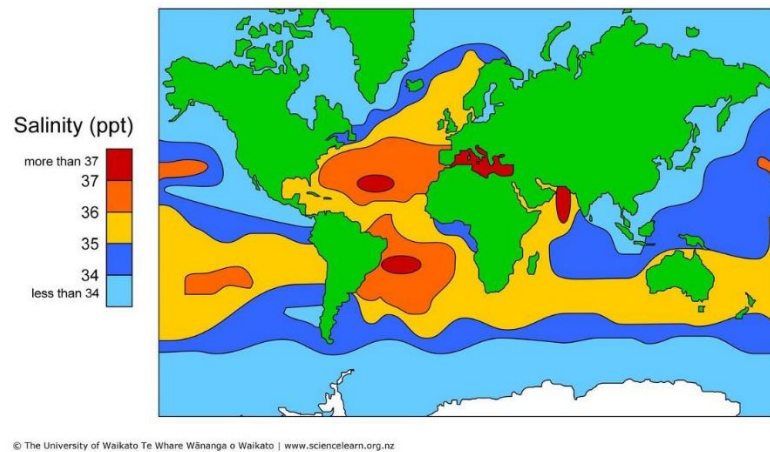 Salinity (ppt)
more than 37
37
36
35
34
less than 34
© The University of Waikato Te Whare Wānanga o Waikato | www.sciencelearn.org.nz